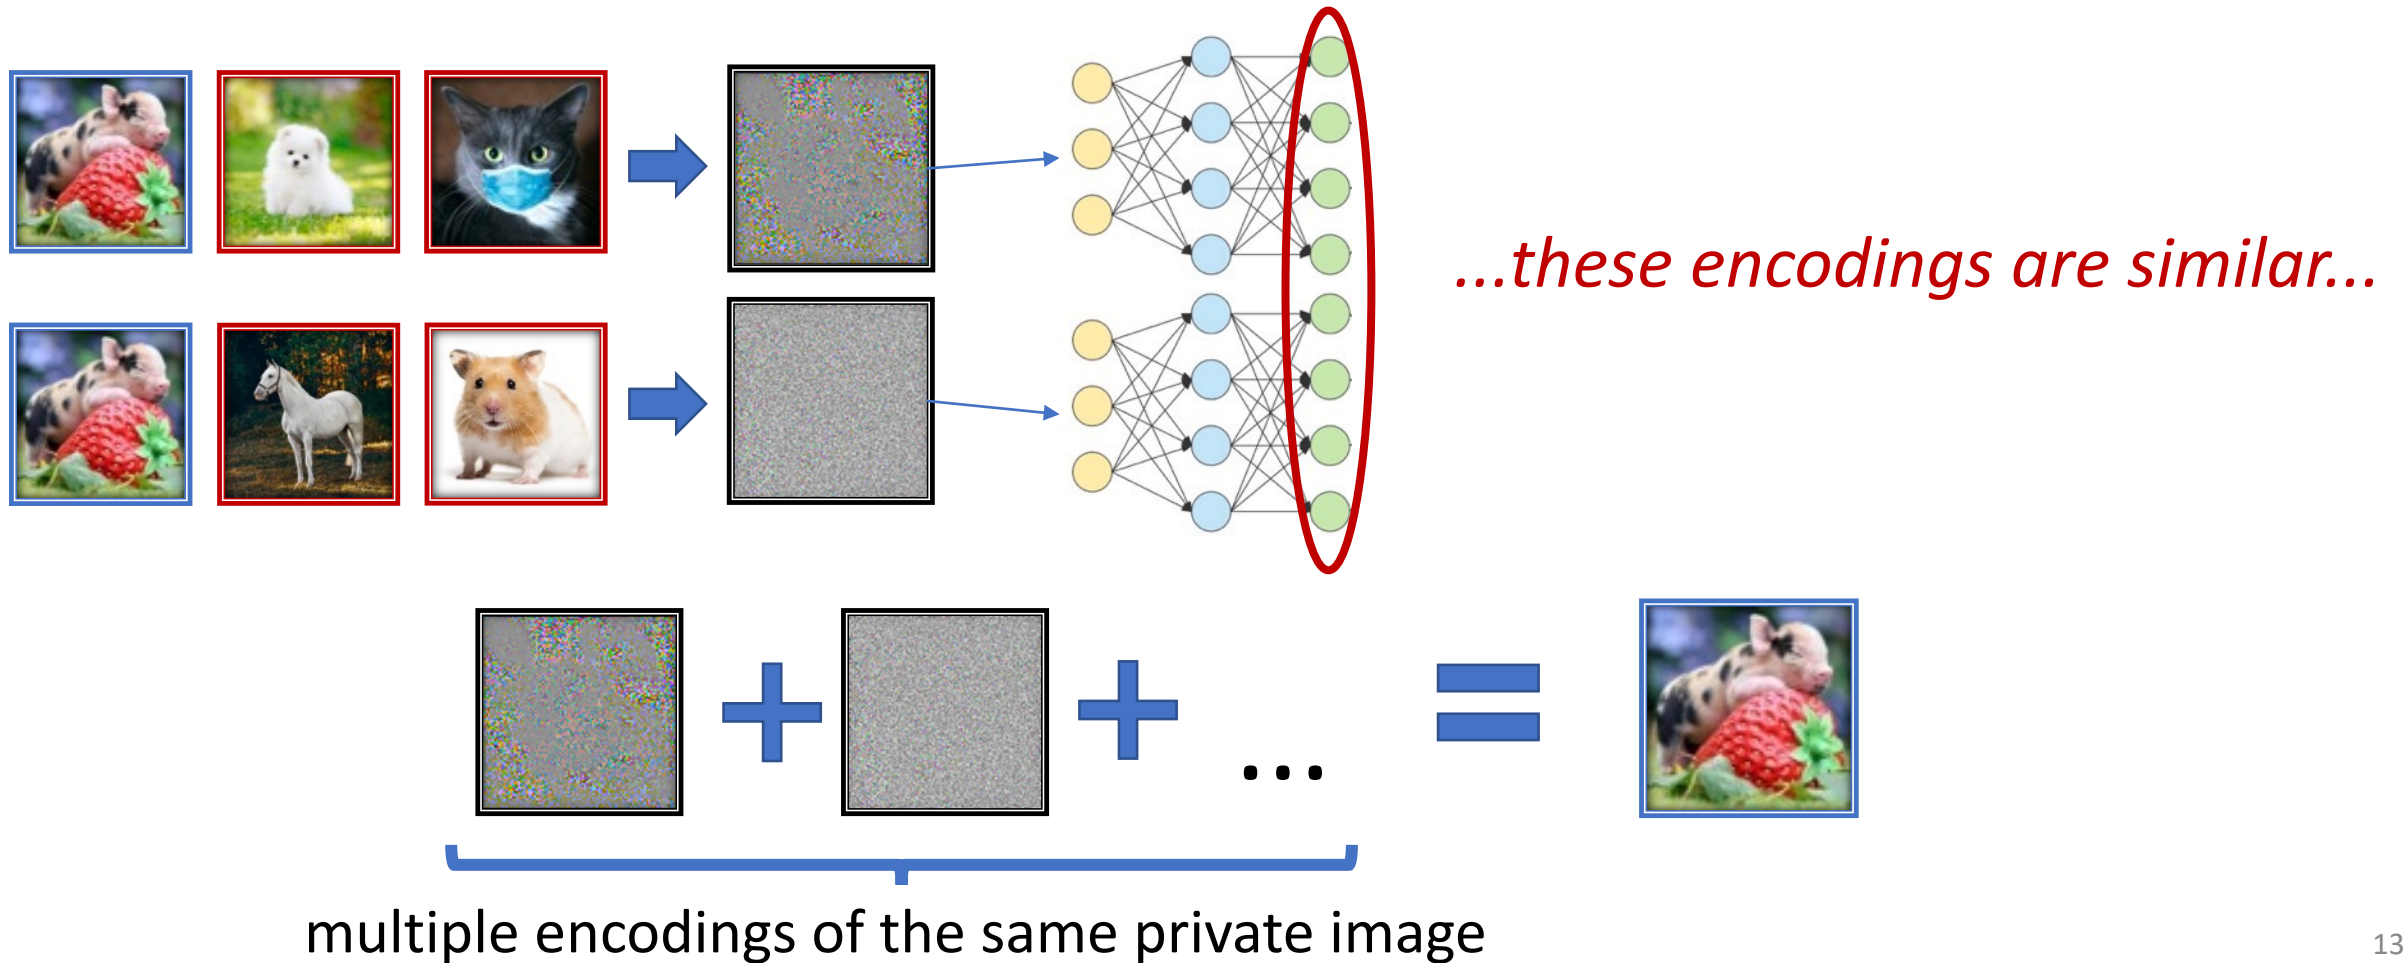 ...these encodings are similar...
...
multiple encodings of the same private image
13